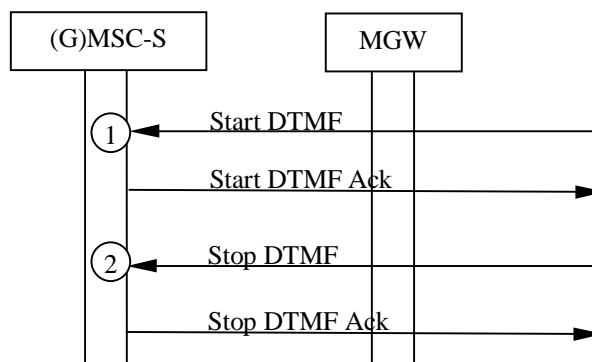 (G)MSC-S
MGW
1
Start DTMF
Start DTMF Ack
2
Stop DTMF
Stop DTMF Ack